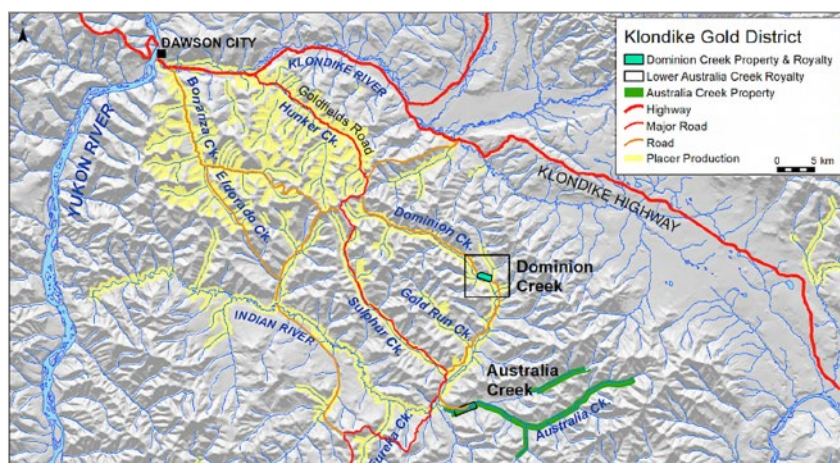 DAWSON CITY
KLONDIKE RIVER
Bonanza Ck.
Hunker Ck.
Goldfields Road
YUKON RIVER
Eldorado Ck.
KLONDIKE HIGHWAY
Dominion Ck.
Dominion
Creek
INDIAN RIVER
Sulphur Ck.
Gold Run Ck.
Australia
Creek
Australia Ck.
Eureka Ck.
Klondike Gold District
Dominion Creek Property & Royalty
Lower Australia Creek Royalty
Australia Creek Property
Highway
Major Road
Road
Placer Production
0 5 km